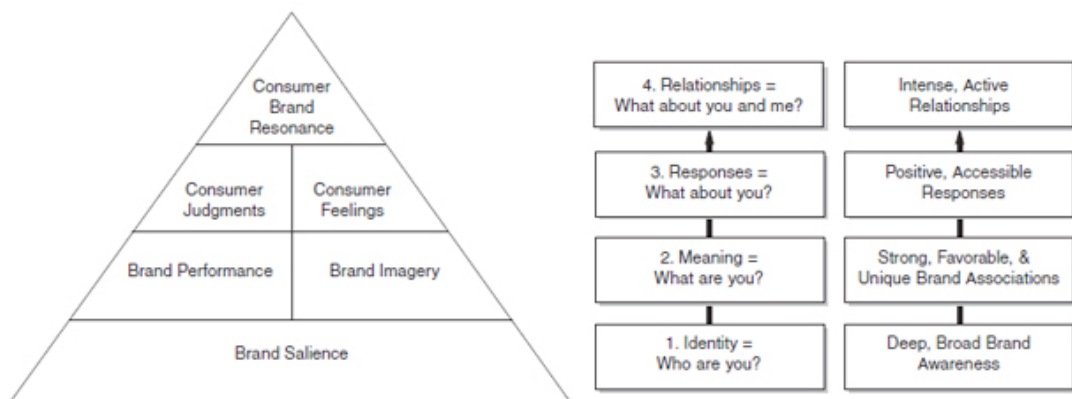 Consumer
Brand
Resonance
Consumer
Judgments
Consumer
Feelings
Brand Performance
Brand Imagery
Brand Salience
4. Relationships =
What about you and me?
Intense, Active
Relationships
3. Responses =
What about you?
Positive, Accessible
Responses
2. Meaning =
What are you?
Strong, Favorable, &
Unique Brand Associations
1. Identity =
Who are you?
Deep, Broad Brand
Awareness